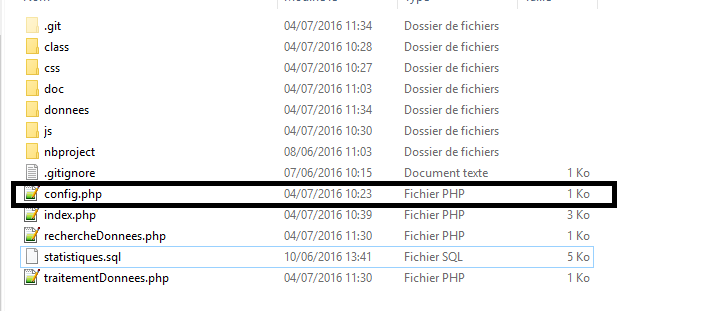 .git 04/07/2016 11:34 Dossier de fichiers
class 04/07/2016 10:28 Dossier de fichiers
css 04/07/2016 10:27 Dossier de fichiers
doc 04/07/2016 11:03 Dossier de fichiers
donnees 04/07/2016 11:34 Dossier de fichiers
js 04/07/2016 10:30 Dossier de fichiers
nbproject 08/06/2016 11:03 Dossier de fichiers
.gitignore 07/06/2016 10:15 Document texte 1 Ko
config.php 04/07/2016 10:23 Fichier PHP 1 Ko
index.php 04/07/2016 10:39 Fichier PHP 3 Ko
rechercheDonnees.php 04/07/2016 11:30 Fichier PHP 1 Ko
statistiques.sql 10/06/2016 13:41 Fichier SQL 5 Ko
traitementDonnees.php 04/07/2016 11:30 Fichier PHP 1 Ko